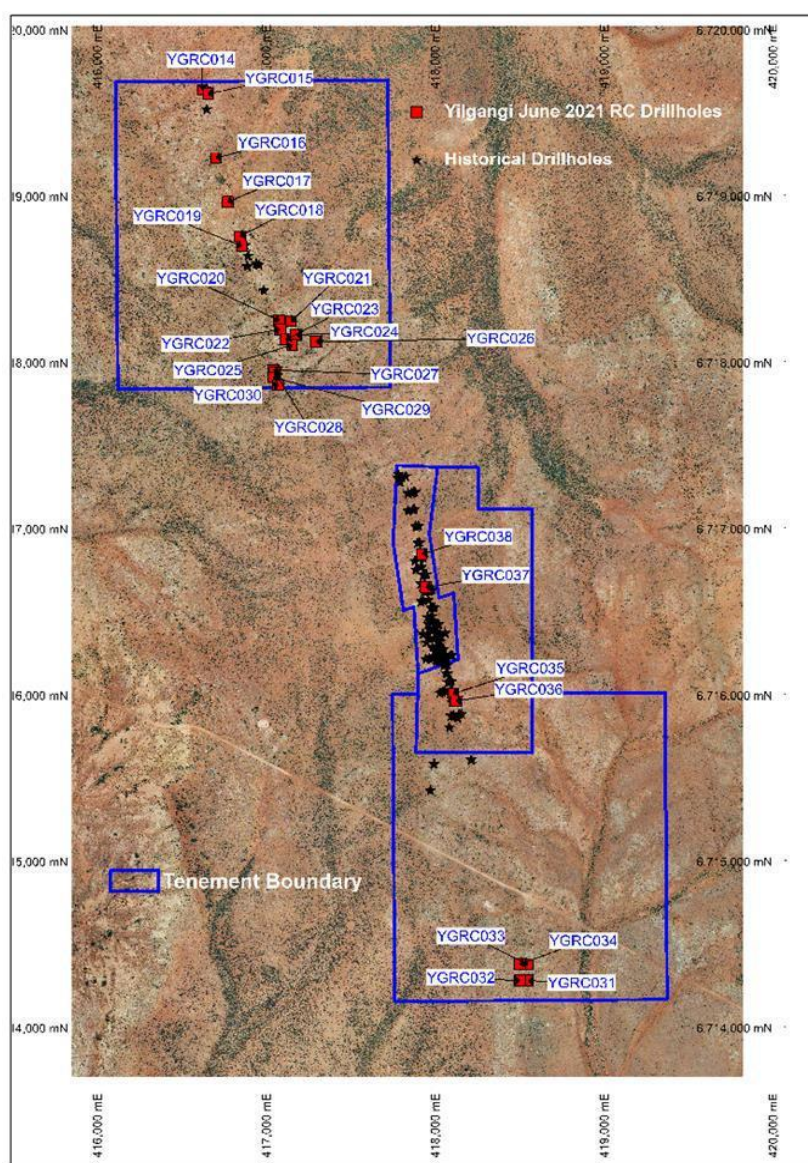 416,000 mE
417,000 mE
418,000 mE
419,000 mE
420,000 mE
20,000 mN
6,720,000 mN
YGRC014
YGRC015
Yilgangi June 2021 RC Drillholes
YGRC016
Historical Drillholes
19,000 mN
6,719,000 mN
YGRC017
YGRC019
YGRC018
YGRC020
YGRC021
YGRC023
YGRC022
YGRC024
YGRC026
18,000 mN
6,718,000 mN
YGRC025
YGRC027
YGRC030
YGRC029
YGRC028
17,000 mN
6,717,000 mN
YGRC038
YGRC037
YGRC035
16,000 mN
6,716,000 mN
YGRC036
15,000 mN
6,715,000 mN
Tenement Boundary
YGRC033
YGRC034
YGRC032
YGRC031
14,000 mN
6,714,000 mN
416,000 mE
417,000 mE
418,000 mE
419,000 mE
420,000 mE